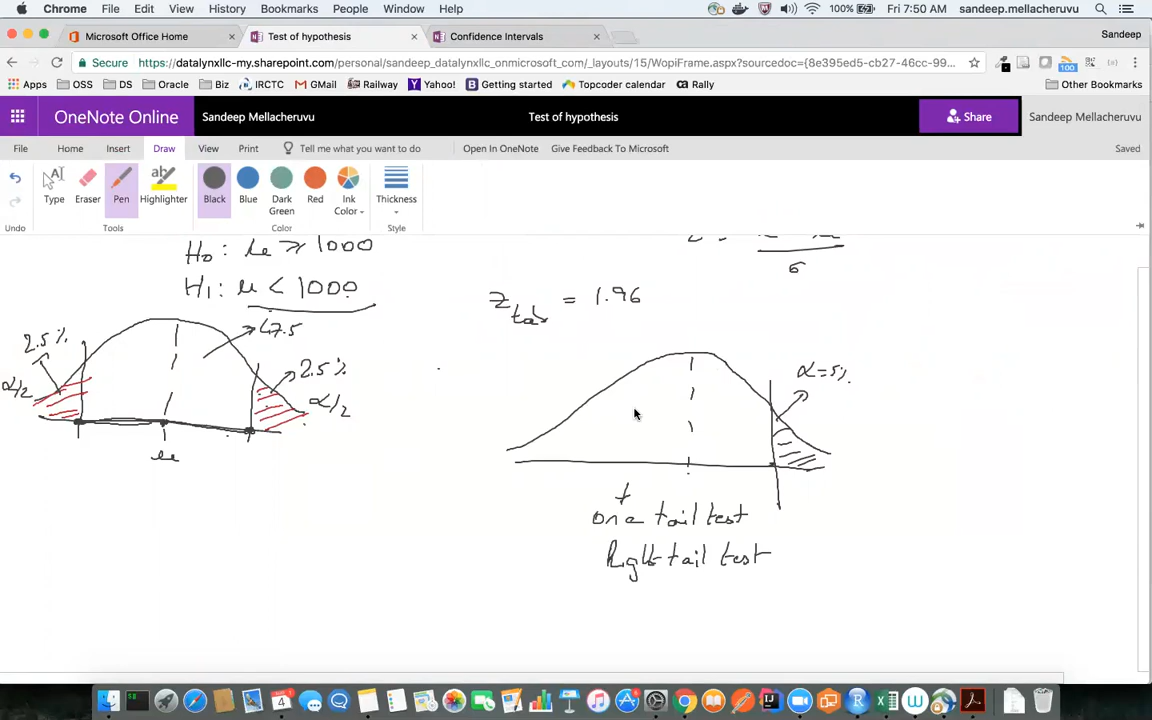 Chrome File Edit View History Bookmarks People Window Help 100% Fri 7:50 AM sandeep.mellacheruvu
Microsoft Office Home Test of hypothesis Confidence Intervals Sandeep
Secure https://datalynxllc-my.sharepoint.com/personal/sandeep_datalynxllc_onmicrosoft_com/_layouts/15/WopiFrame.aspx?sourcedoc={8e395ed5-cb27-46cc-99...
Apps OSS DS Oracle Biz IRCTC GMail Railway Yahoo! Getting started Topcoder calendar Rally 100 Other Bookmarks
OneNote Online Sandeep Mellacheruvu Test of hypothesis Share Sandeep Mellacheruvu
File Home Insert Draw View Print Tell me what you want to do Open In OneNote Give Feedback To Microsoft Saved
Type Eraser Pen Highlighter Black Blue Dark Green Red Ink Color Thickness
Undo Tools Color Style
H₀ : μ ≥ 1000
H₁ : μ < 1000
σ
Z tab = 1.96
2.5% 47.5
2.5%
α/2 α/2
μ
α=5%
one tail test
Right tail test